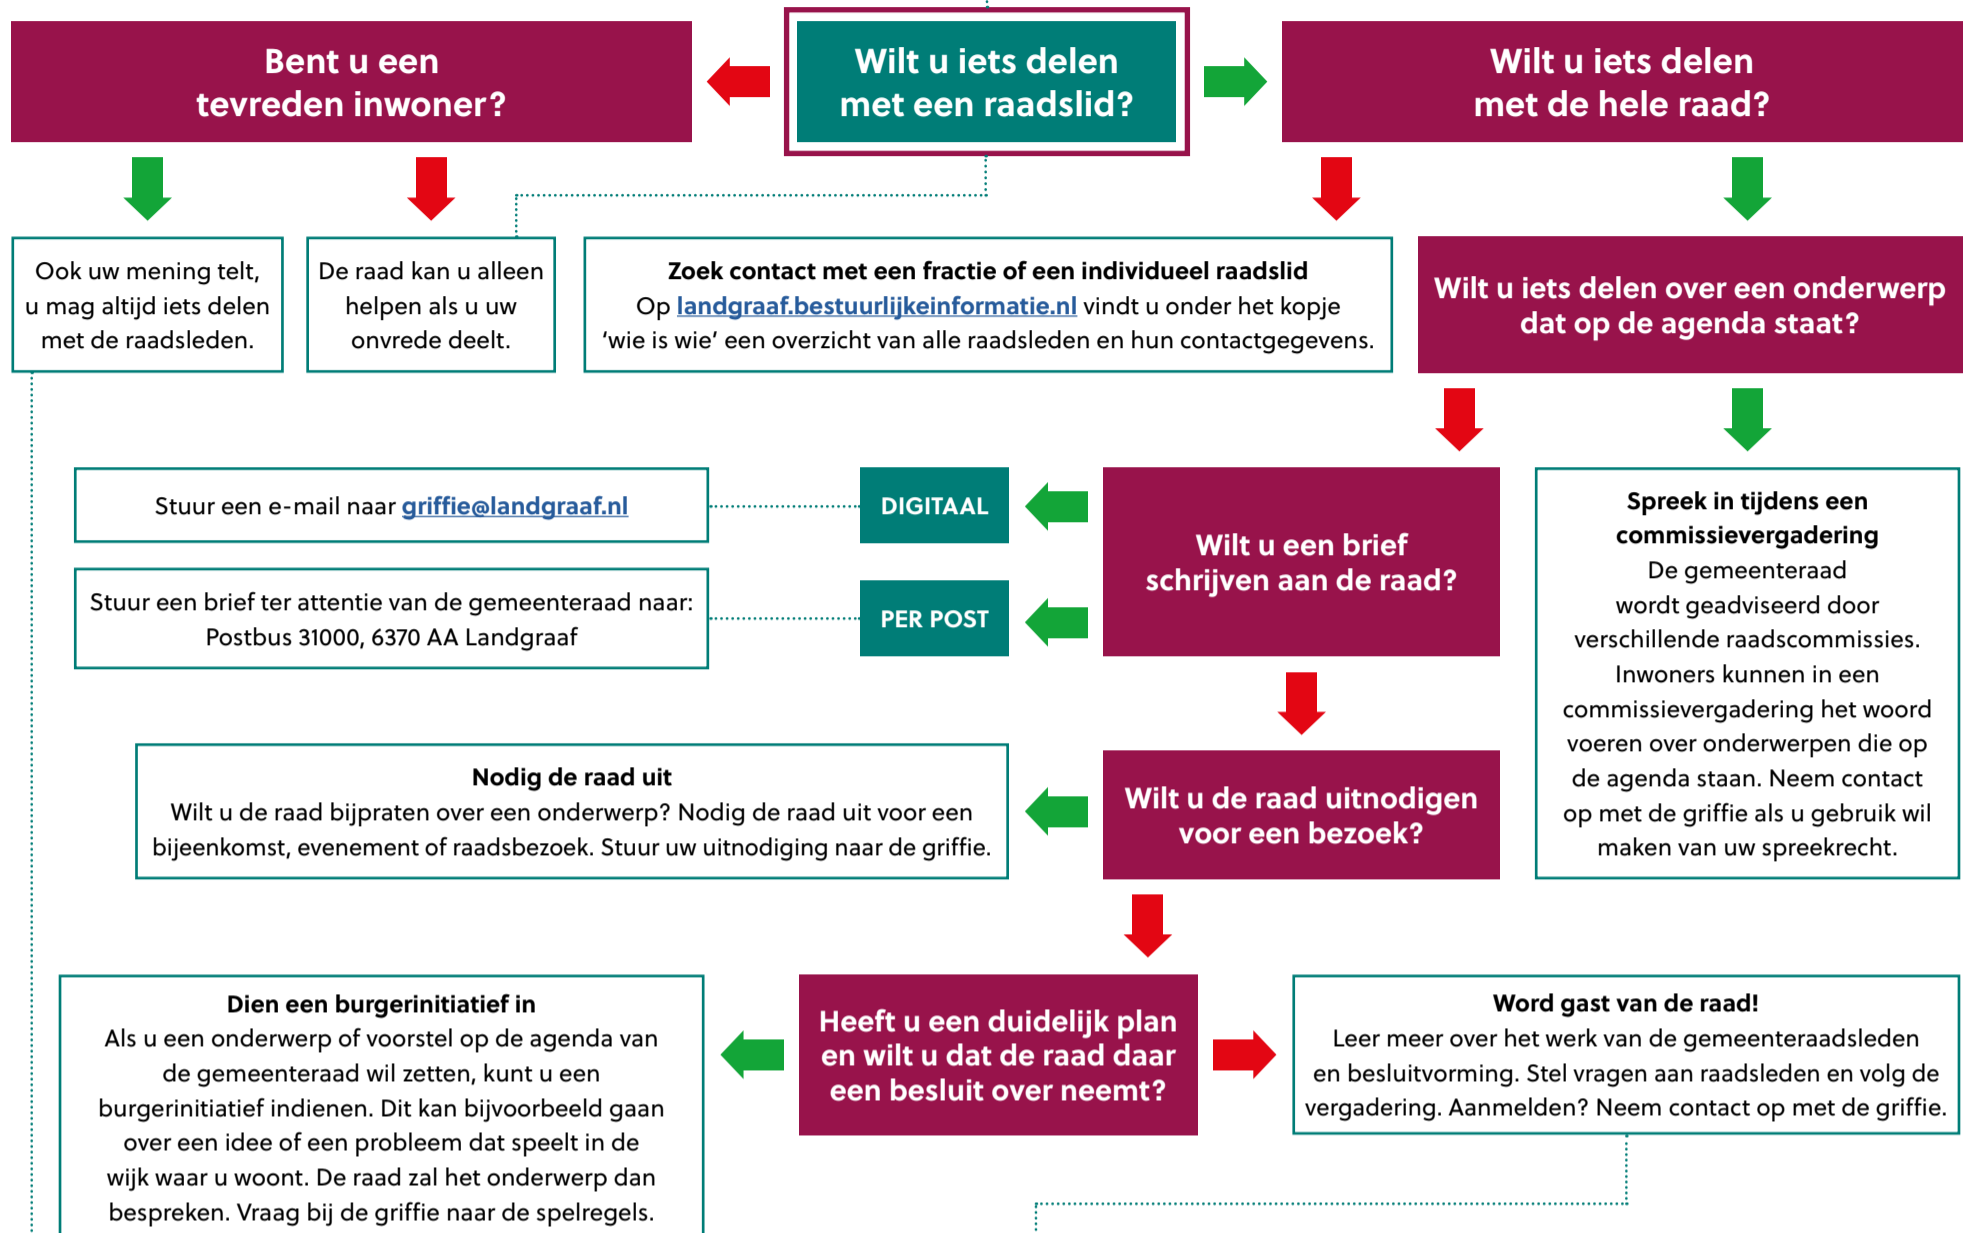 Bent u een
tevreden inwoner?
Wilt u iets delen
met een raadslid?
Wilt u iets delen
met de hele raad?
Ook uw mening telt,
u mag altijd iets delen
met de raadsleden.
De raad kan u alleen
helpen als u uw
onvrede deelt.
Zoek contact met een fractie of een individueel raadslid
Op landgraaf.bestuurlijkeinformatie.nl vindt u onder het kopje
‘wie is wie’ een overzicht van alle raadsleden en hun contactgegevens.
Wilt u iets delen over een onderwerp
dat op de agenda staat?
Stuur een e-mail naar griffie@landgraaf.nl
DIGITAAL
Stuur een brief ter attentie van de gemeenteraad naar:
Postbus 31000, 6370 AA Landgraaf
PER POST
Wilt u een brief
schrijven aan de raad?
Spreek in tijdens een
commissievergadering
De gemeenteraad
wordt geadviseerd door
verschillende raadscommissies.
Inwoners kunnen in een
commissievergadering het woord
voeren over onderwerpen die op
de agenda staan. Neem contact
op met de griffie als u gebruik wil
maken van uw spreekrecht.
Nodig de raad uit
Wilt u de raad bijpraten over een onderwerp? Nodig de raad uit voor een
bijeenkomst, evenement of raadsbezoek. Stuur uw uitnodiging naar de griffie.
Wilt u de raad uitnodigen
voor een bezoek?
Dien een burgerinitiatief in
Als u een onderwerp of voorstel op de agenda van
de gemeenteraad wil zetten, kunt u een
burgerinitiatief indienen. Dit kan bijvoorbeeld gaan
over een idee of een probleem dat speelt in de
wijk waar u woont. De raad zal het onderwerp dan
bespreken. Vraag bij de griffie naar de spelregels.
Heeft u een duidelijk plan
en wilt u dat de raad daar
een besluit over neemt?
Word gast van de raad!
Leer meer over het werk van de gemeenteraadsleden
en besluitvorming. Stel vragen aan raadsleden en volg de
vergadering. Aanmelden? Neem contact op met de griffie.